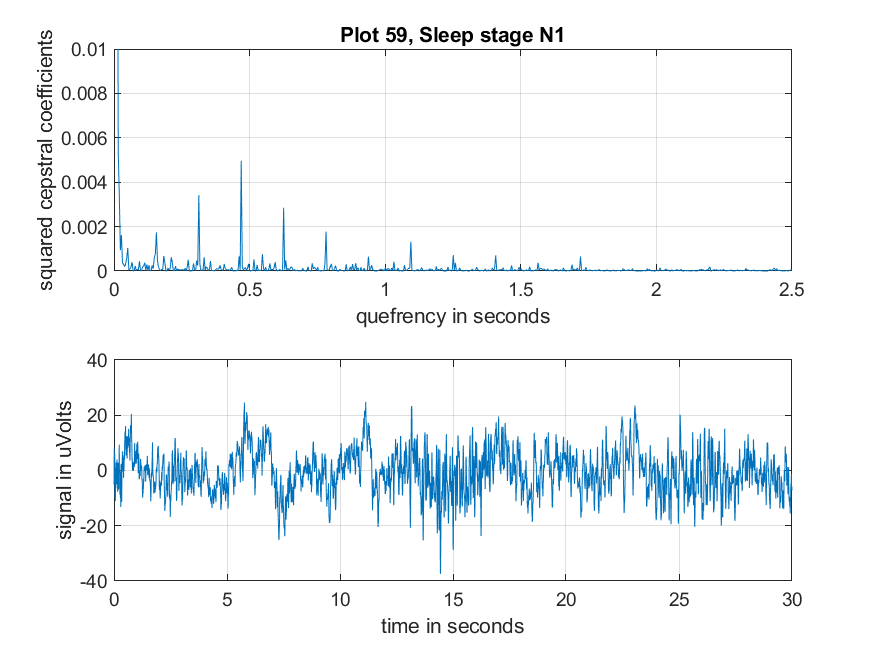 Plot 59, Sleep stage N1
squared cepstral coefficients
0.01
0.008
0.006
0.004
0.002
0
0 0.5 1 1.5 2 2.5
quefrency in seconds
signal in uVolts
40
20
0
-20
-40
0 5 10 15 20 25 30
time in seconds